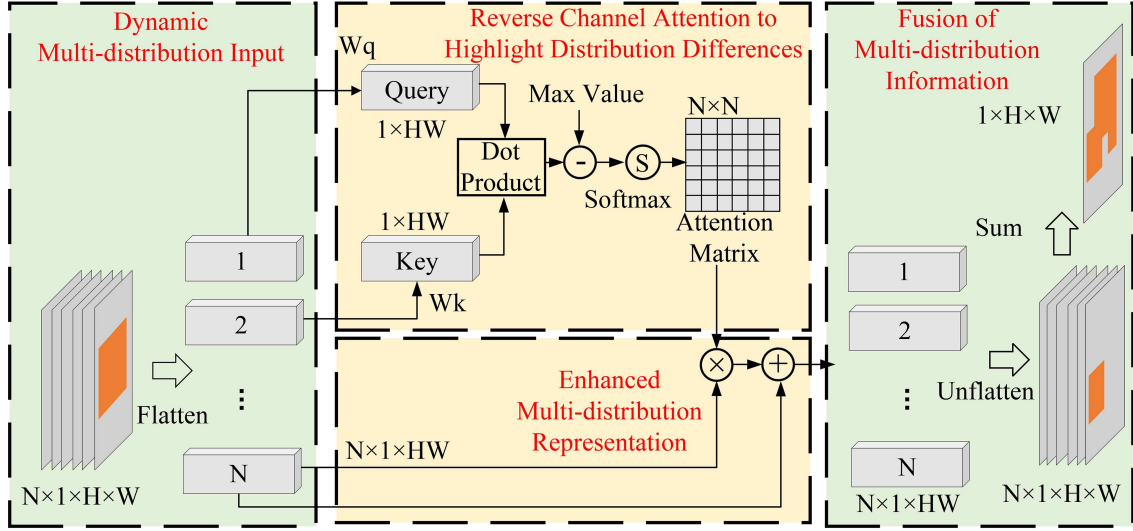 Dynamic
Multi-distribution Input
1
2
⋮
N
Flatten
N×1×H×W
Reverse Channel Attention to
Highlight Distribution Differences
Wq
Query
1×HW
Dot
Product
1×HW
Key
Wk
Max Value
-
S
Softmax
N×N
Attention
Matrix
Enhanced
Multi-distribution
Representation
N×1×HW
×
+
Fusion of
Multi-distribution
Information
1×H×W
Sum
1
2
⋮
N
N×1×HW
Unflatten
N×1×H×W